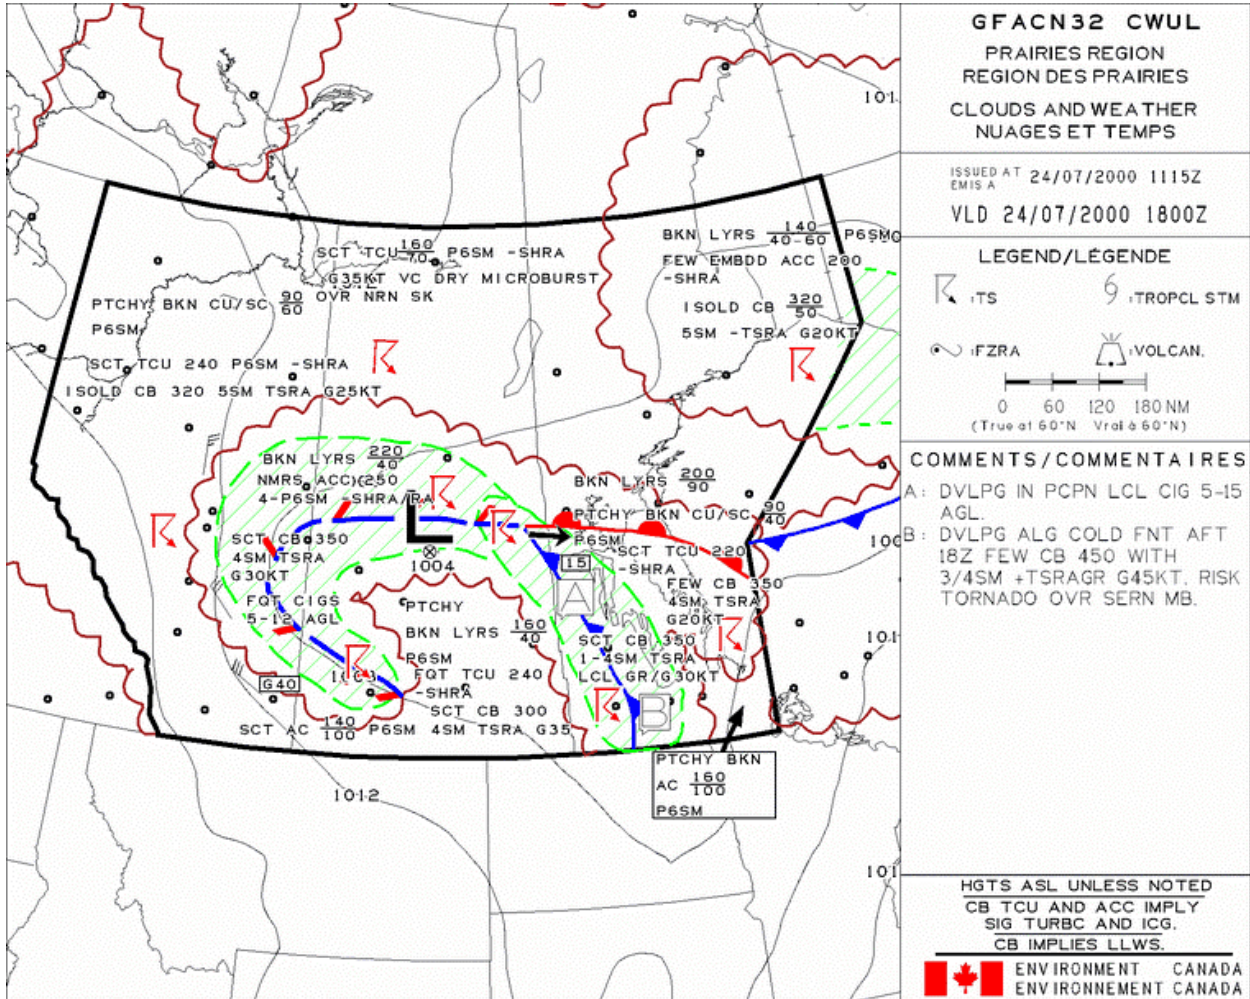 GFACN32 CWUL
PRAIRIES REGION
REGION DES PRAIRIES
CLOUDS AND WEATHER
NUAGES ET TEMPS
ISSUED AT
EMIS A
24/07/2000 1115Z
VLD 24/07/2000 1800Z
LEGEND/LÉGENDE
:TS
:TROPCL STM
:FZRA
:VOLCAN.
0 60 120 180 NM
(True at 60°N Vrai à 60°N)
COMMENTS/COMMENTAIRES
A: DVLPG IN PCPN LCL CIG 5-15
AGL.
B: DVLPG ALG COLD FNT AFT
18Z FEW CB 450 WITH
3/4SM +TSRAGR G45KT. RISK
TORNADO OVR SERN MB.
HGTS ASL UNLESS NOTED
CB TCU AND ACC IMPLY
SIG TURBC AND ICG.
CB IMPLIES LLWS.
ENVIRONMENT CANADA
ENVIRONNEMENT CANADA
SCT TCU 160/70 P6SM -SHRA
G35KT VC DRY MICROBURST
OVR NRN SK
PTCHY BKN CU/SC 90/60
P6SM
SCT TCU 240 P6SM -SHRA
ISOLD CB 320 5SM TSRA G25KT
BKN LYRS 140/40-60 P6SM
FEW EMBDD ACC 280
-SHRA
ISOLD CB 320/50
5SM -TSRA G20KT
BKN LYRS 220/40
NMRS ACC 250
4-P6SM -SHRA/RA
SCT CB 350
4SM TSRA
G30KT
FQT CIGS
5-12 AGL
G40
L
1004
BKN LYRS 200/90
PTCHY BKN CU/SC 90/40
P6SM
SCT TCU 220
-SHRA
FEW CB 350
4SM TSRA
G20KT
15
A
SCT CB 350
1-4SM TSRA
LCL GR/G30KT
B
PTCHY
BKN LYRS 160/40
P6SM
FQT TCU 240
-SHRA
SCT CB 300
4SM TSRA G35
SCT AC 140/100 P6SM
PTCHY BKN
AC 160/100
P6SM
1012
101
101
101